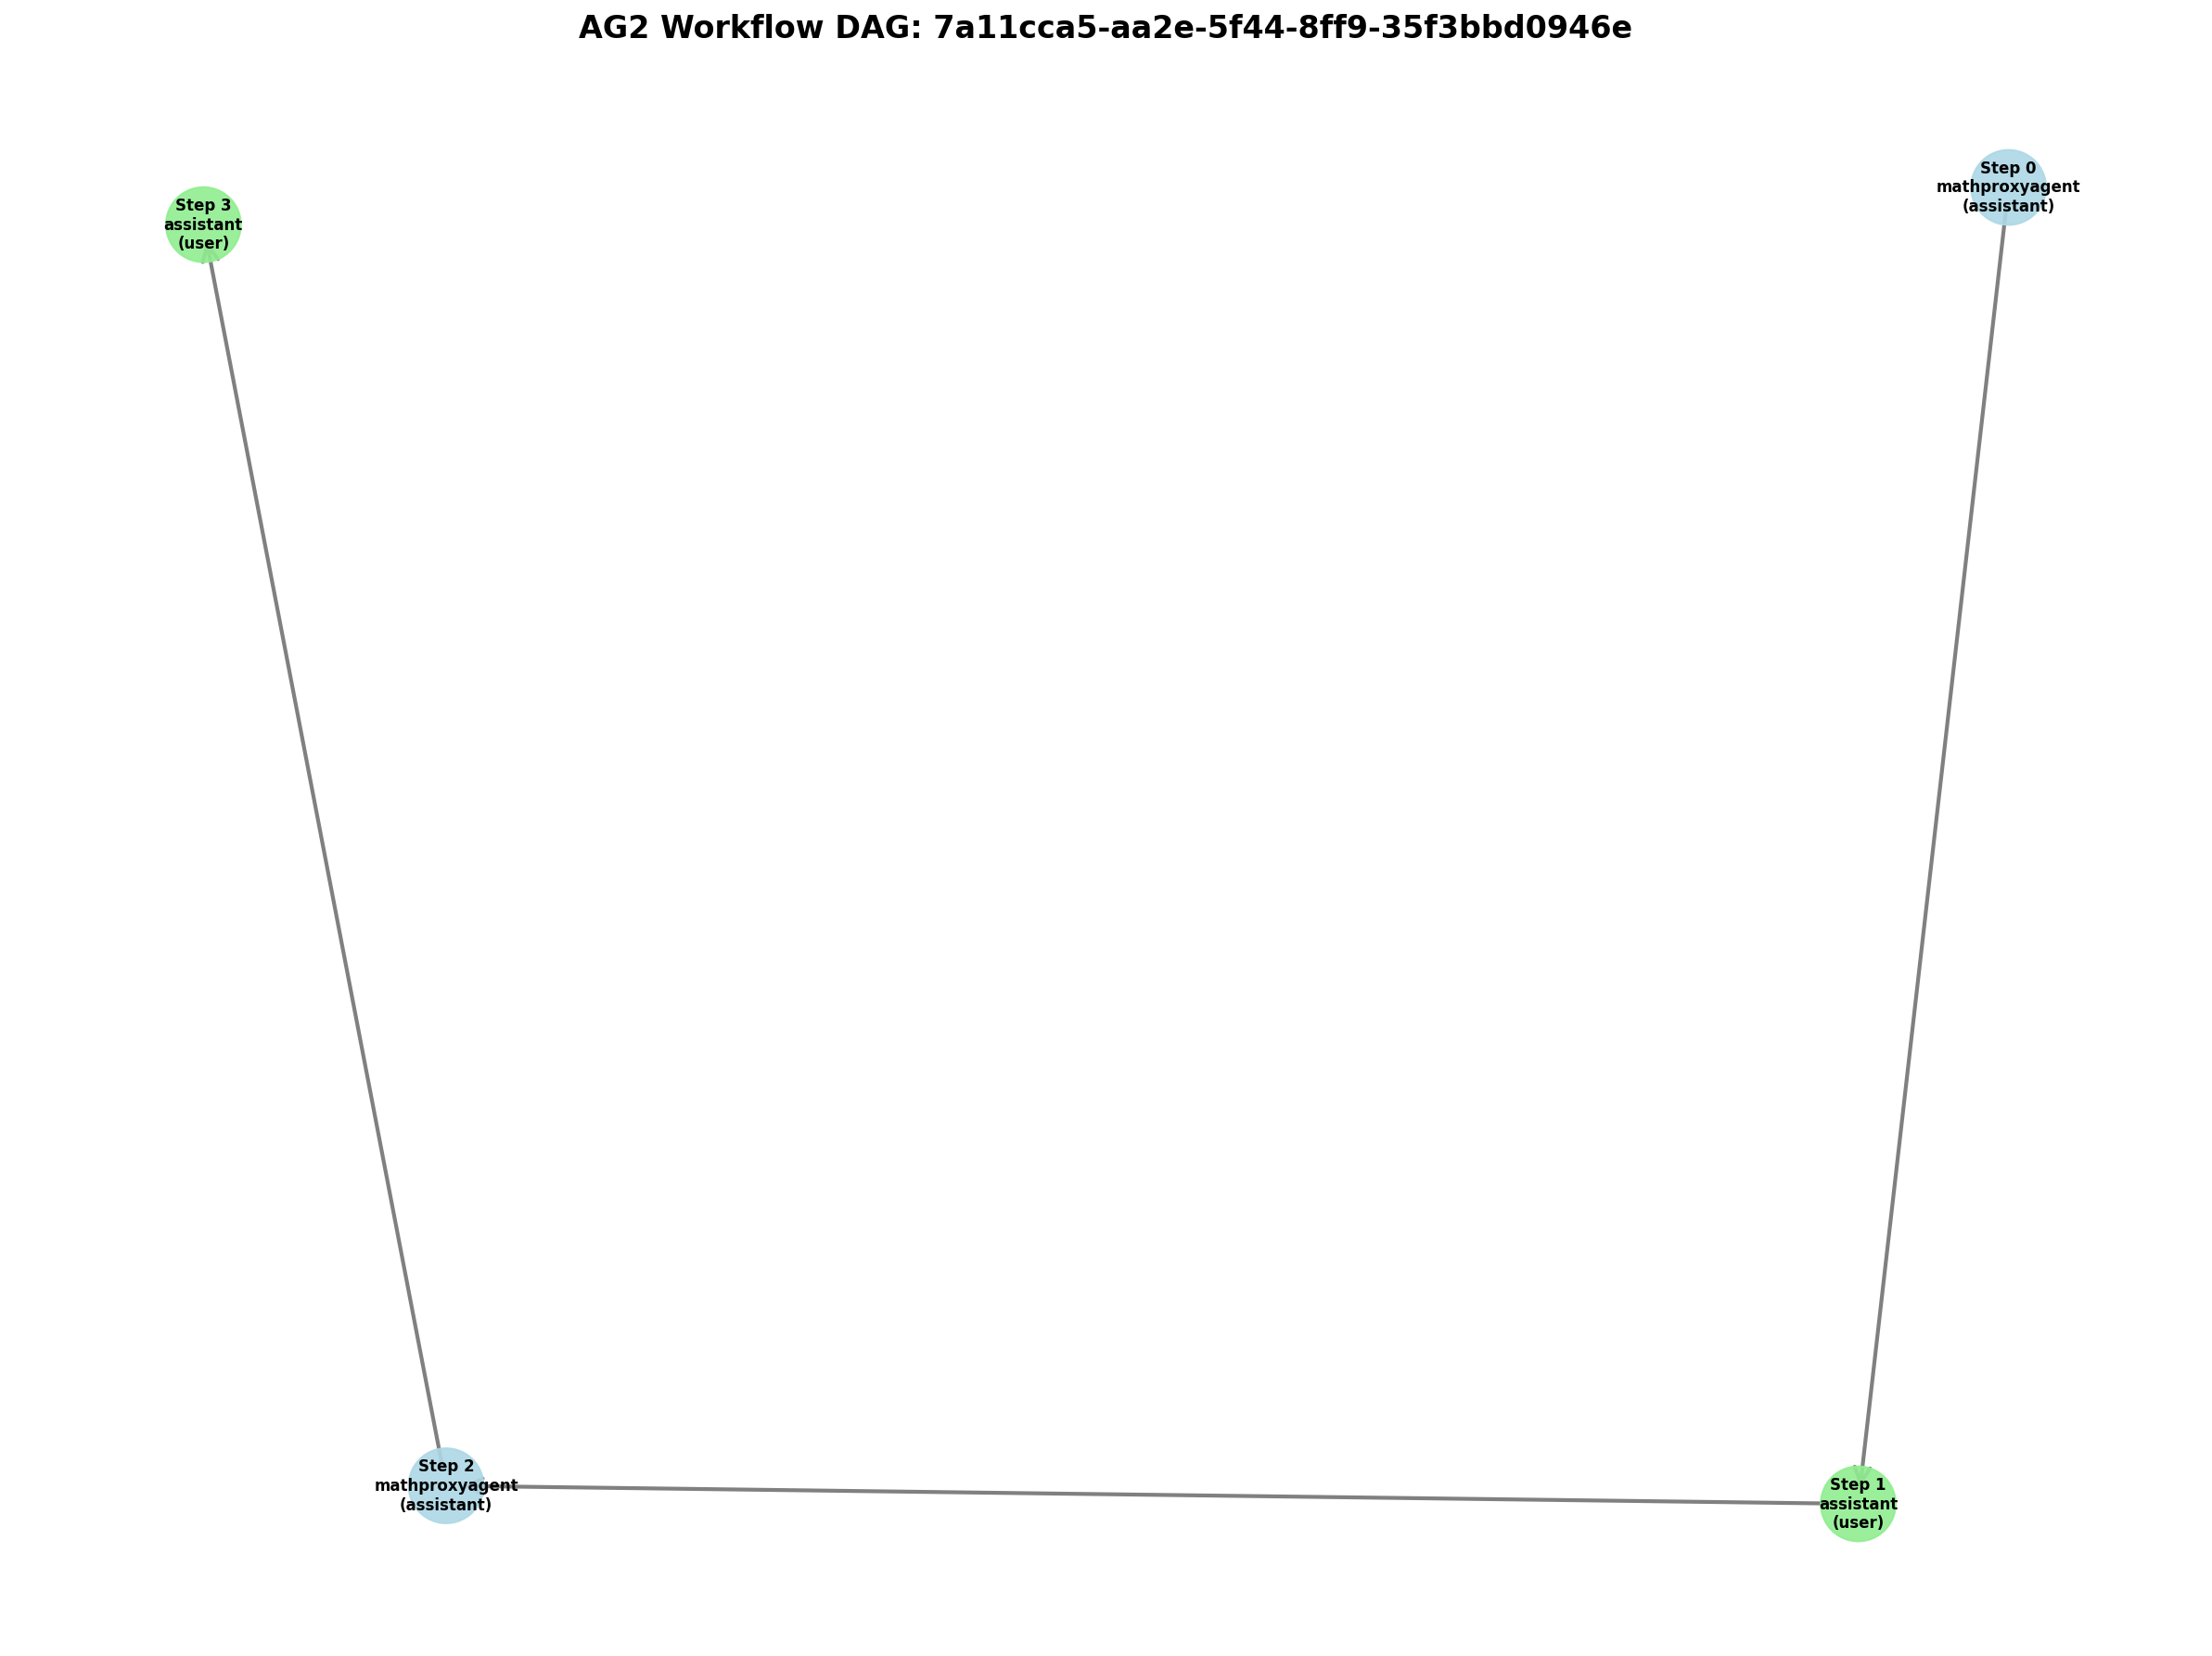 AG2 Workflow DAG: 7a11cca5-aa2e-5f44-8ff9-35f3bbd0946e
Step 0
mathproxyagent
(assistant)
Step 3
assistant
(user)
Step 2
mathproxyagent
(assistant)
Step 1
assistant
(user)